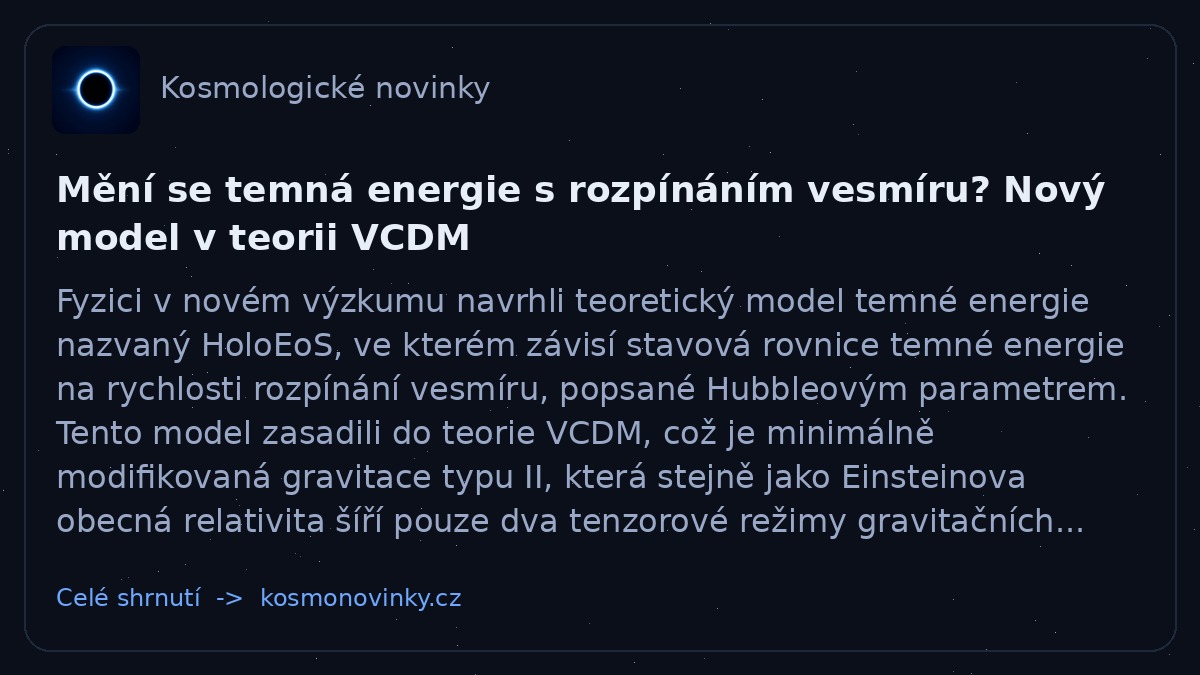 Kosmologické novinky
Mění se temná energie s rozpínáním vesmíru? Nový
model v teorii VCDM
Fyzici v novém výzkumu navrhli teoretický model temné energie
nazvaný HoloEoS, ve kterém závisí stavová rovnice temné energie
na rychlosti rozpínání vesmíru, popsané Hubbleovým parametrem.
Tento model zasadili do teorie VCDM, což je minimálně
modifikovaná gravitace typu II, která stejně jako Einsteinova
obecná relativita šíří pouze dva tenzorové režimy gravitačních...
Celé shrnutí -> kosmonovinky.cz